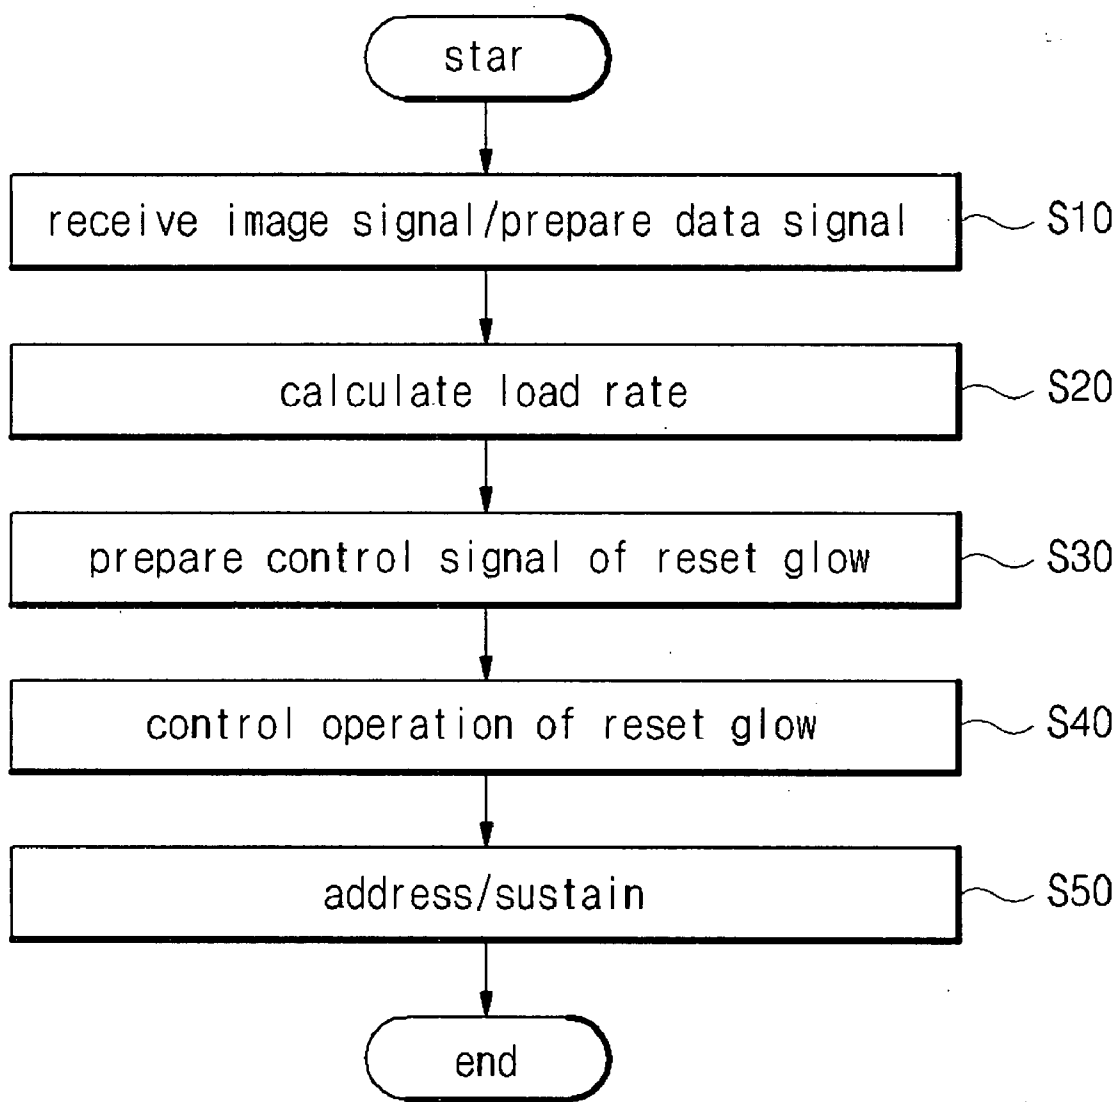 star
receive image signal/prepare data signal
S10
calculate load rate
S20
prepare control signal of reset glow
S30
control operation of reset glow
S40
address/sustain
S50
end